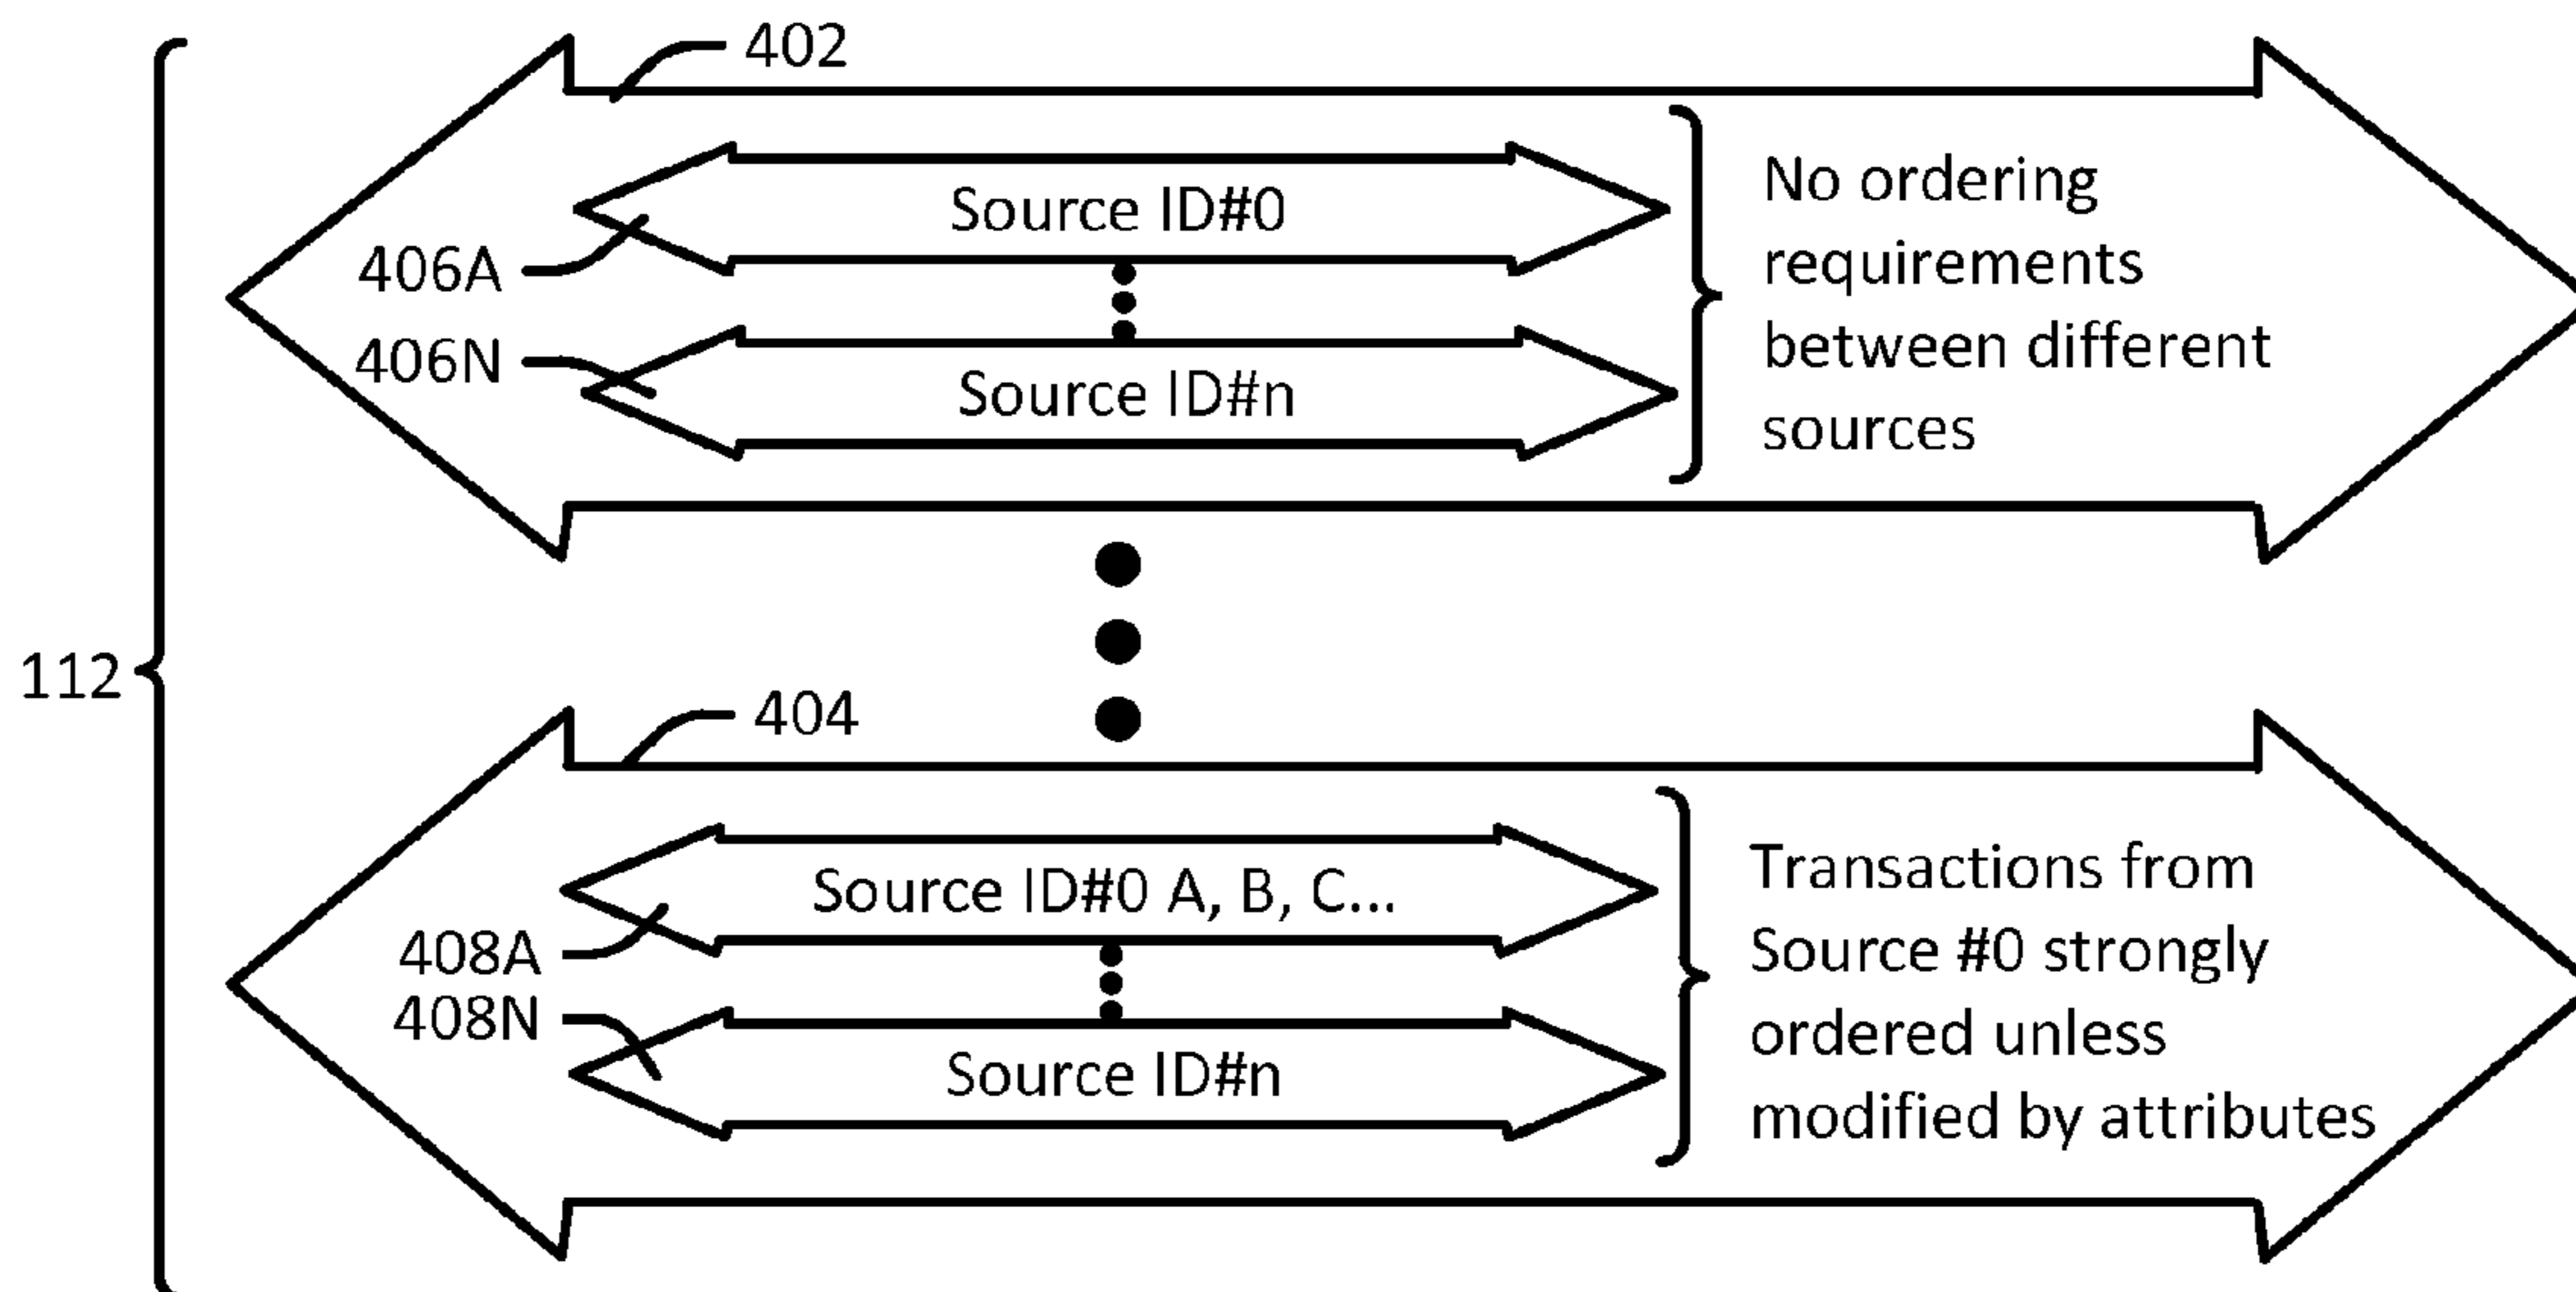 402
Source ID#0
406A
406N
Source ID#n
No ordering
requirements
between different
sources
112
404
Source ID#0 A, B, C...
408A
408N
Source ID#n
Transactions from
Source #0 strongly
ordered unless
modified by attributes